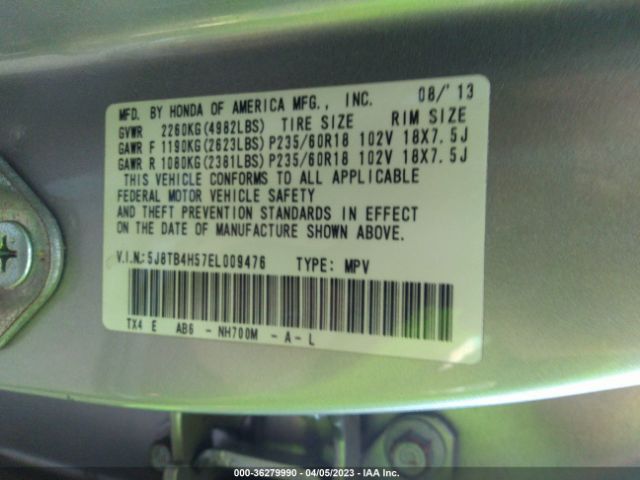 MFD. BY HONDA OF AMERICA MFG., INC. 08/'13
GVWR 2260KG(4982LBS) TIRE SIZE RIM SIZE
GAWR F 1190KG(2623LBS)P235/60R18 102V 18X7.5J
GAWR R 1080KG(2381LBS)P235/60R18 102V 18X7.5J
THIS VEHICLE CONFORMS TO ALL APPLICABLE
FEDERAL MOTOR VEHICLE SAFETY
AND THEFT PREVENTION STANDARDS IN EFFECT
ON THE DATE OF MANUFACTURE SHOWN ABOVE.
V.I.N.:5J8TB4H57EL009476 TYPE: MPV
TX4 E AB6 - NH700M - A - L
000-36279990 - 04/05/2023 - IAA Inc.